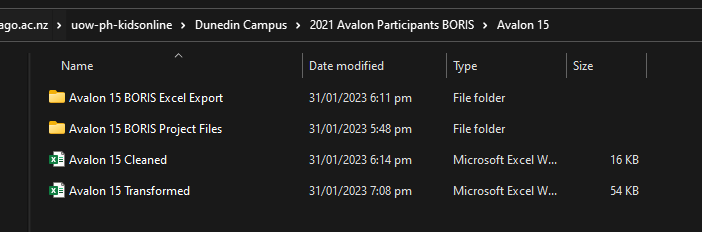 ago.ac.nz > uow-ph-kidsonline > Dunedin Campus > 2021 Avalon Participants BORIS > Avalon 15
Name Date modified Type Size
Avalon 15 BORIS Excel Export 31/01/2023 6:11 pm File folder
Avalon 15 BORIS Project Files 31/01/2023 5:48 pm File folder
Avalon 15 Cleaned 31/01/2023 6:14 pm Microsoft Excel W... 16 KB
Avalon 15 Transformed 31/01/2023 7:08 pm Microsoft Excel W... 54 KB